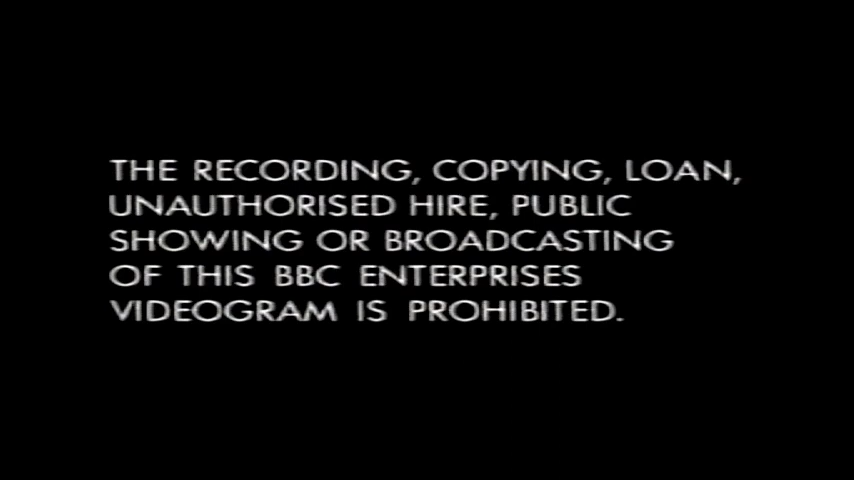 THE RECORDING, COPYING, LOAN,
UNAUTHORISED HIRE, PUBLIC
SHOWING OR BROADCASTING
OF THIS BBC ENTERPRISES
VIDEOGRAM IS PROHIBITED.